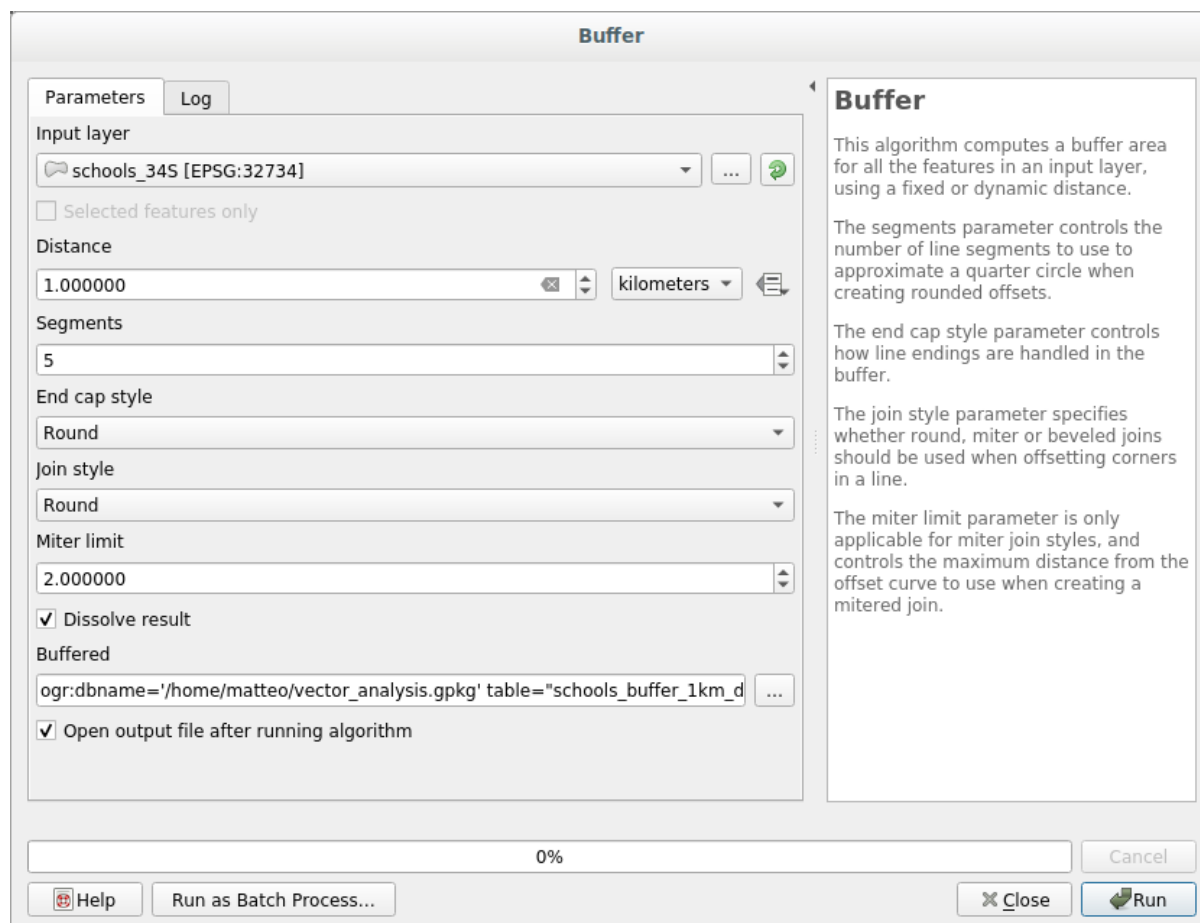 Buffer
Parameters
Log
Input layer
schools_34S [EPSG:32734]
...
Selected features only
Distance
1.000000
kilometers
Segments
5
End cap style
Round
Join style
Round
Miter limit
2.000000
Dissolve result
Buffered
ogr:dbname='/home/matteo/vector_analysis.gpkg' table="schools_buffer_1km_d
...
Open output file after running algorithm
Buffer
This algorithm computes a buffer area
for all the features in an input layer,
using a fixed or dynamic distance.
The segments parameter controls the
number of line segments to use to
approximate a quarter circle when
creating rounded offsets.
The end cap style parameter controls
how line endings are handled in the
buffer.
The join style parameter specifies
whether round, miter or beveled joins
should be used when offsetting corners
in a line.
The miter limit parameter is only
applicable for miter join styles, and
controls the maximum distance from the
offset curve to use when creating a
mitered join.
0%
Cancel
Help
Run as Batch Process...
Close
Run